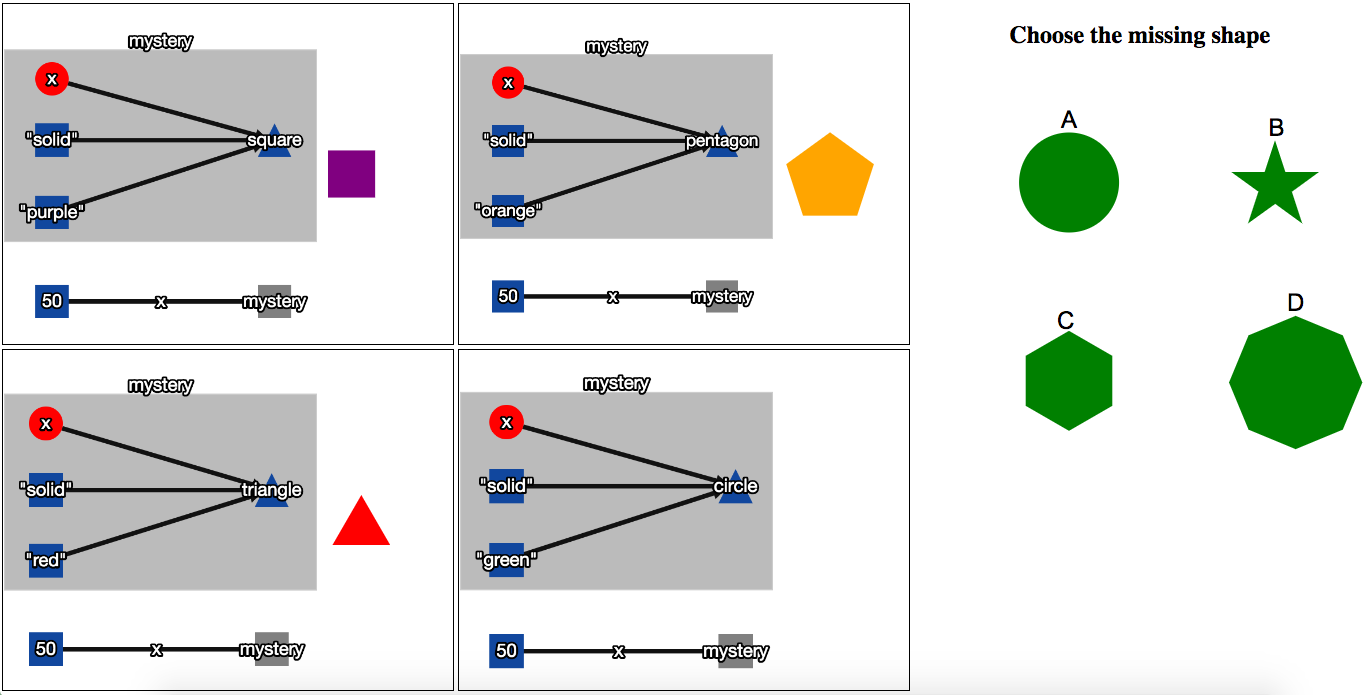 mystery
x
"solid"
square
"purple"
50
x
mystery
mystery
x
"solid"
pentagon
"orange"
50
x
mystery
mystery
x
"solid"
triangle
"red"
50
x
mystery
mystery
x
"solid"
circle
"green"
50
x
mystery
Choose the missing shape
A
B
C
D